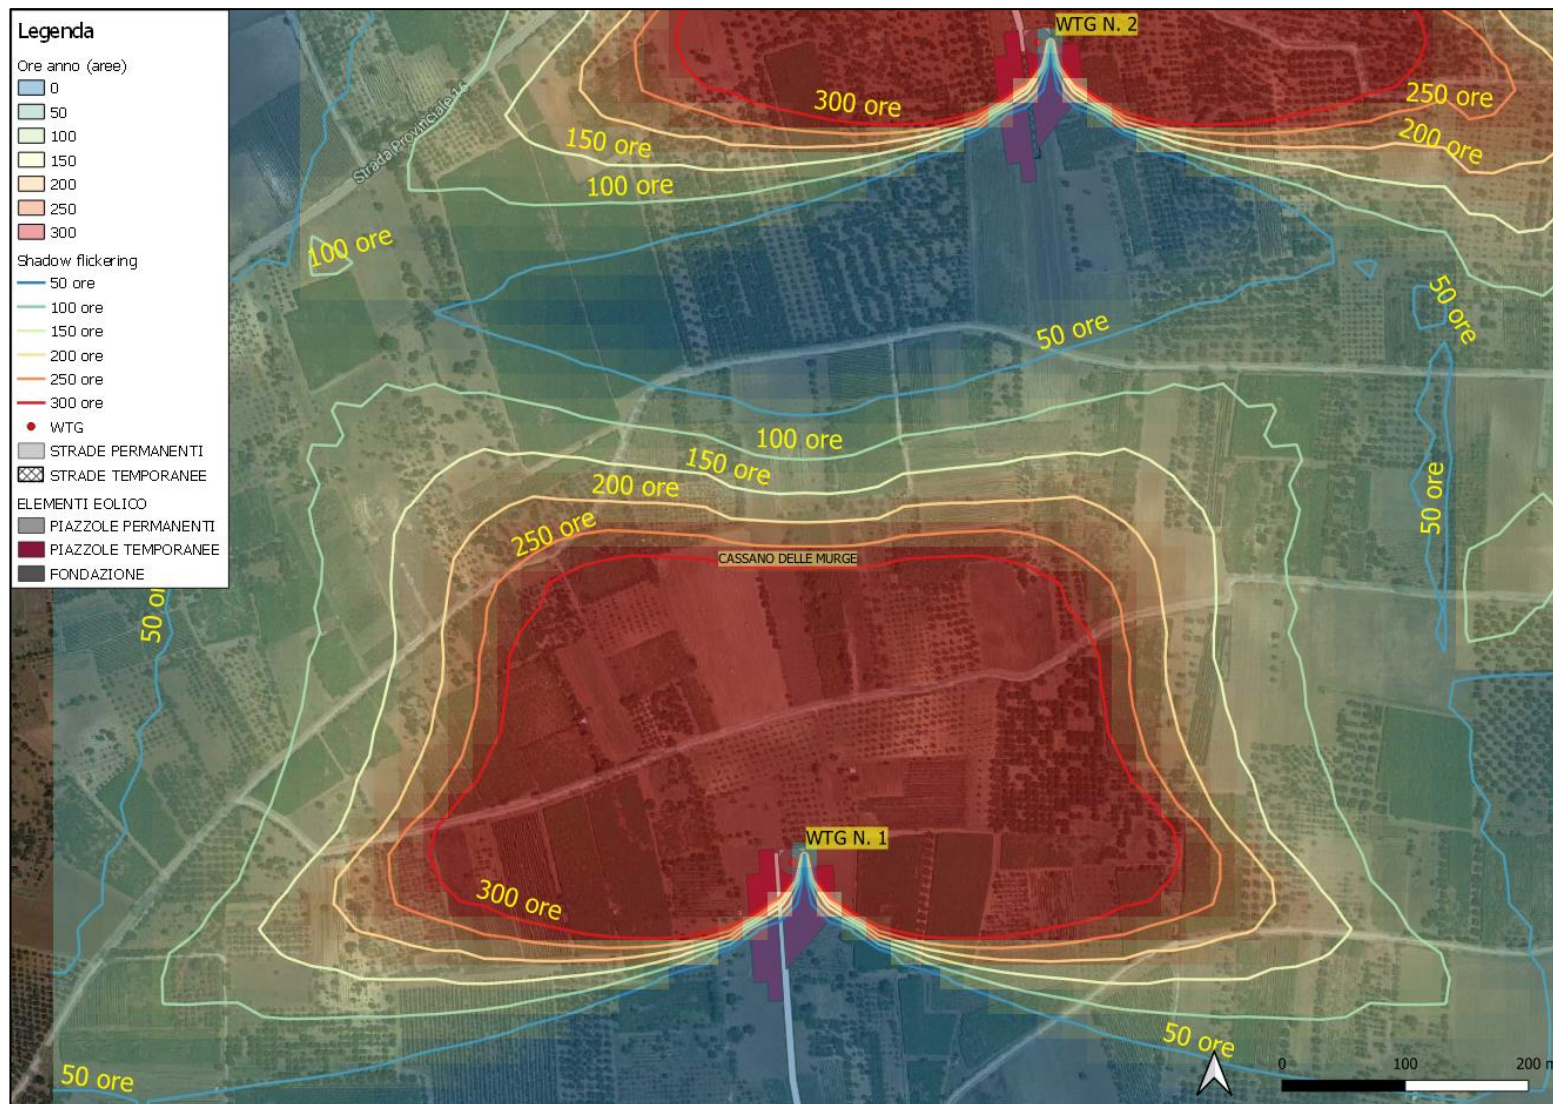 Legenda
Ore anno (aree)
0
50
100
150
200
250
300
Shadow flickering
50 ore
100 ore
150 ore
200 ore
250 ore
300 ore
WTG
STRADE PERMANENTI
STRADE TEMPORANEE
ELEMENTI EOLICO
PIAZZOLE PERMANENTI
PIAZZOLE TEMPORANEE
FONDAZIONE
WTG N. 2
300 ore
250 ore
150 ore
200 ore
100 ore
Strada Provinciale 16
100 ore
50 ore
50 ore
100 ore
150 ore
200 ore
250 ore
50 ore
CASSANO DELLE MURGE
50 or
WTG N. 1
300 ore
50 ore
50 ore
0 100 200 m